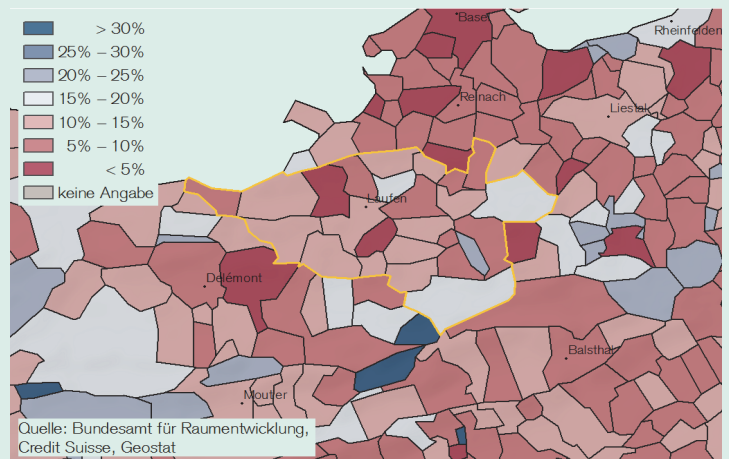 > 30%
25% – 30%
20% – 25%
15% – 20%
10% – 15%
5% – 10%
< 5%
keine Angabe
Basel
Rheinfelden
Reinach
Liestal
Laufen
Delémont
Balsthal
Moutier
Quelle: Bundesamt für Raumentwicklung,
Credit Suisse, Geostat